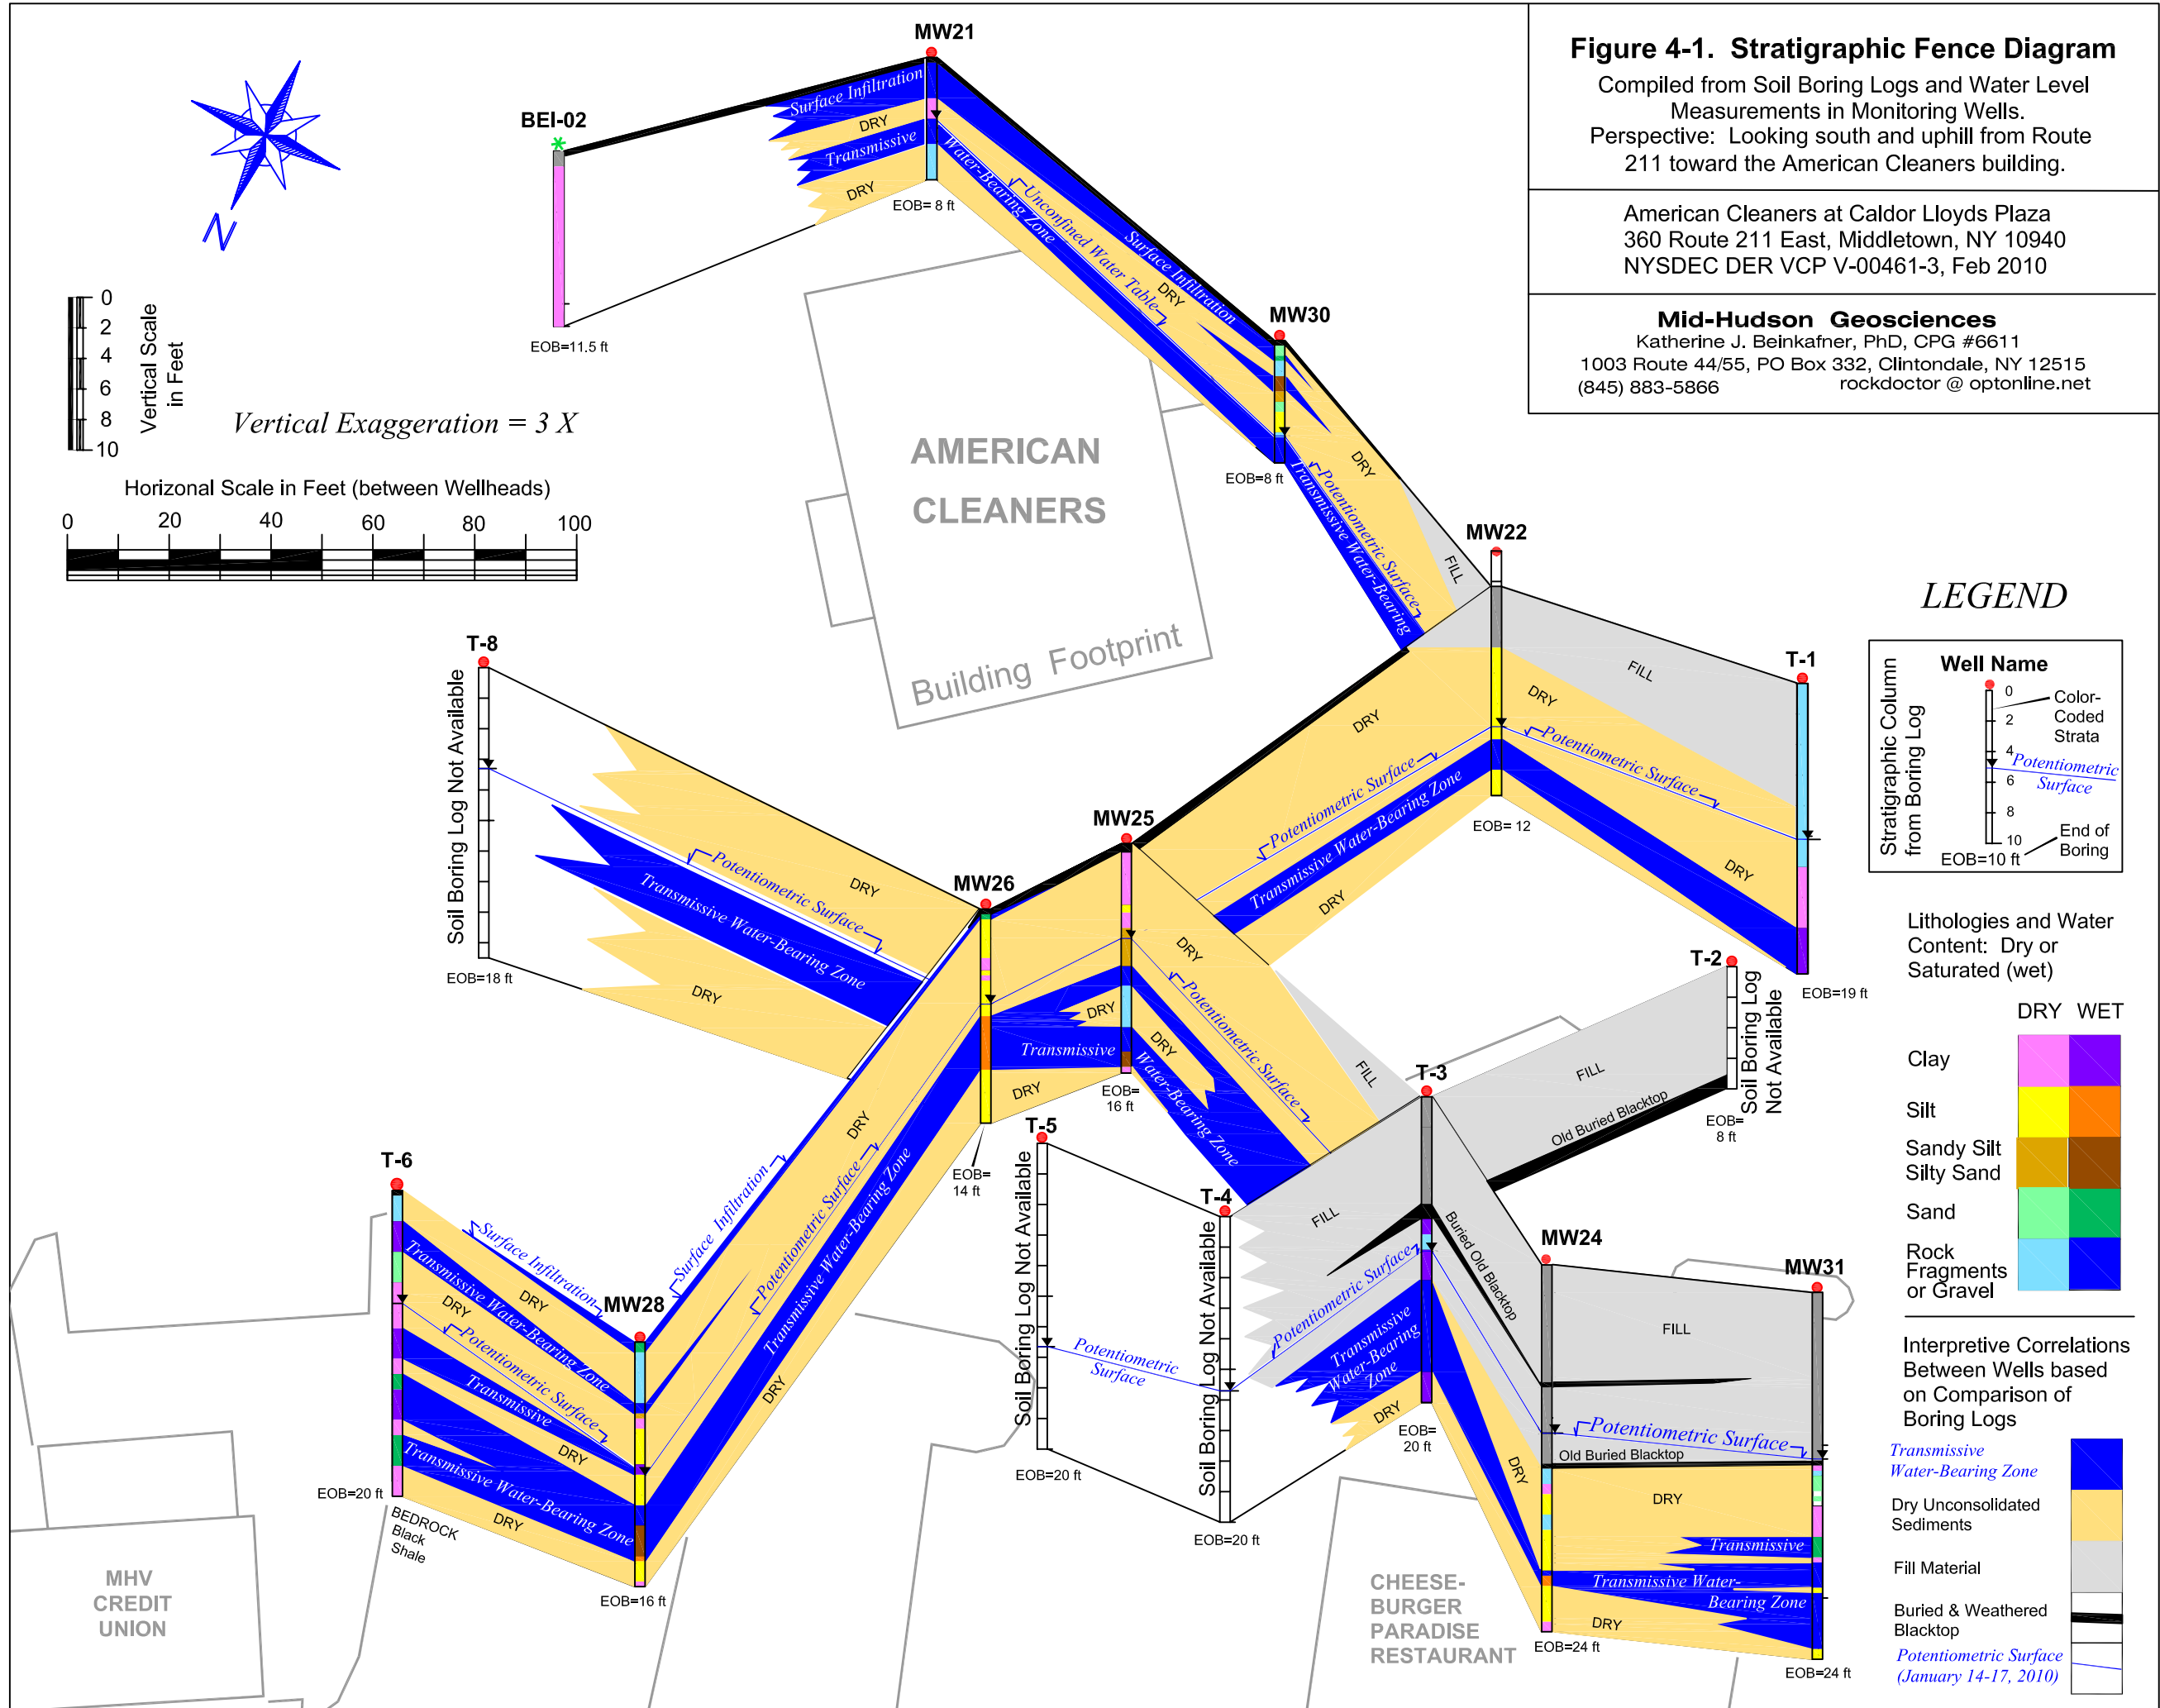 Figure 4-1.  Stratigraphic Fence Diagram
Compiled from Soil Boring Logs and Water Level
Measurements in Monitoring Wells.
Perspective:  Looking south and uphill from Route
211 toward the American Cleaners building.
American Cleaners at Caldor Lloyds Plaza
360 Route 211 East, Middletown, NY 10940
NYSDEC DER VCP V-00461-3, Feb 2010
Mid-Hudson Geosciences
Katherine J. Beinkafner, PhD, CPG #6611
1003 Route 44/55, PO Box 332, Clintondale, NY 12515
(845) 883-5866
rockdoctor @ optonline.net
N
0
2
4
6
8
10
Vertical Scale
in Feet
Vertical Exaggeration = 3 X
Horizonal Scale in Feet (between Wellheads)
0 20 40 60 80 100
BEI-02
EOB=11.5 ft
MW21
Surface Infiltration
DRY
Transmissive
DRY
EOB= 8 ft
Water-Bearing Zone
Unconfined Water Table
Surface Infiltration
DRY
MW30
EOB=8 ft
DRY
FILL
Potentiometric Surface
Transmissive Water-Bearing
AMERICAN
CLEANERS
Building Footprint
MW22
EOB= 12
FILL
DRY
Potentiometric Surface
DRY
T-1
EOB=19 ft
DRY
Potentiometric Surface
Transmissive Water-Bearing Zone
DRY
T-8
Soil Boring Log Not Available
EOB=18 ft
DRY
Potentiometric Surface
Transmissive Water-Bearing Zone
DRY
MW26
EOB=
14 ft
MW25
DRY
Transmissive
DRY
EOB=
16 ft
DRY
Potentiometric Surface
DRY
Water-Bearing Zone
FILL
T-2
Soil Boring Log
Not Available
EOB=
8 ft
FILL
Old Buried Blacktop
T-3
EOB=
20 ft
FILL
Potentiometric Surface
Transmissive
Water-Bearing
Zone
DRY
Buried Old Blacktop
DRY
T-5
Soil Boring Log Not Available
EOB=20 ft
Potentiometric
Surface
T-4
Soil Boring Log Not Available
EOB=20 ft
MW24
EOB=24 ft
MW31
EOB=24 ft
FILL
Potentiometric Surface
Old Buried Blacktop
DRY
Transmissive
Transmissive Water-
Bearing Zone
DRY
T-6
EOB=20 ft
BEDROCK
Black
Shale
Surface Infiltration
DRY
Transmissive Water-Bearing Zone
DRY
Potentiometric Surface
Transmissive
DRY
Transmissive Water-Bearing Zone
DRY
MW28
EOB=16 ft
Surface Infiltration
DRY
Potentiometric Surface
Transmissive Water-Bearing Zone
DRY
MHV
CREDIT
UNION
CHEESE-
BURGER
PARADISE
RESTAURANT
LEGEND
Well Name
Stratigraphic Column
from Boring Log
0
2
4
6
8
10
Color-
Coded
Strata
Potentiometric
Surface
End of
Boring
EOB=10 ft
Lithologies and Water
Content:  Dry or
Saturated (wet)
DRY WET
Clay
Silt
Sandy Silt
Silty Sand
Sand
Rock
Fragments
or Gravel
Interpretive Correlations
Between Wells based
on Comparison of
Boring Logs
Transmissive
Water-Bearing Zone
Dry Unconsolidated
Sediments
Fill Material
Buried & Weathered
Blacktop
Potentiometric Surface
(January 14-17, 2010)